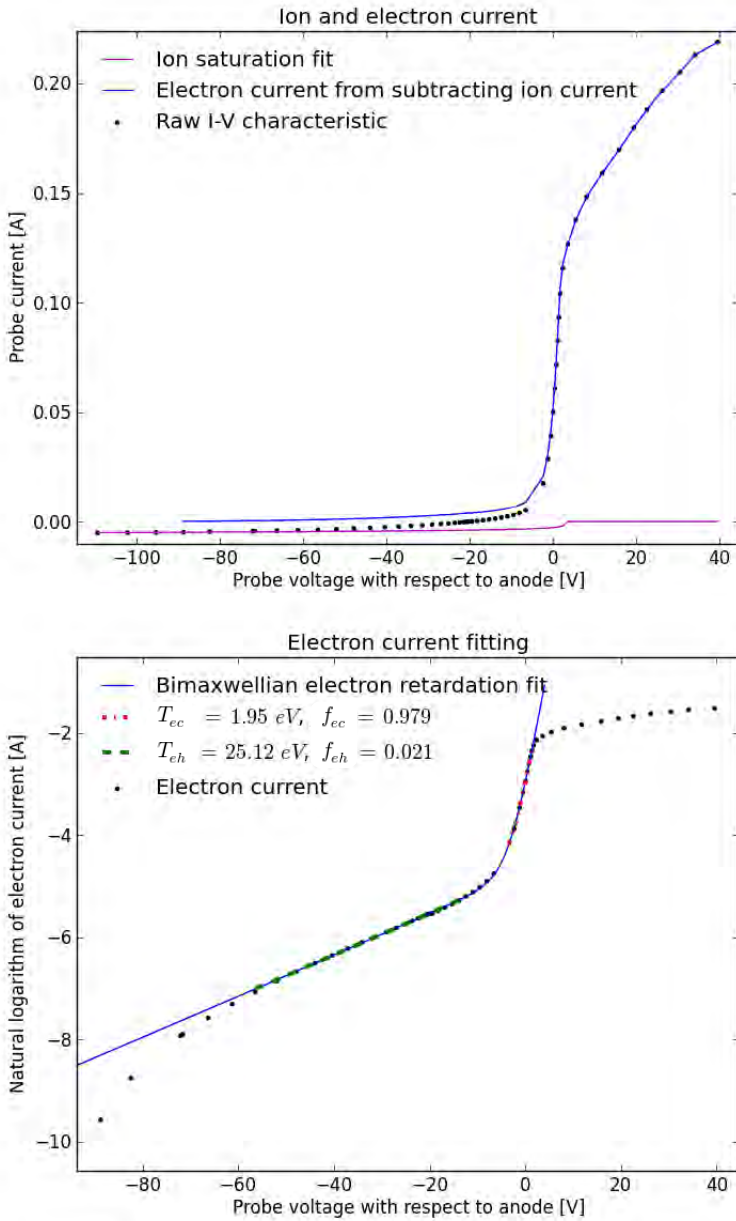 Ion and electron current
Ion saturation fit
Electron current from subtracting ion current
Raw I-V characteristic
Probe current [A]
0.20
0.15
0.10
0.05
0.00
−100 −80 −60 −40 −20 0 20 40
Probe voltage with respect to anode [V]
Electron current fitting
Bimaxwellian electron retardation fit
T_ec = 1.95 eV, f_ec = 0.979
T_eh = 25.12 eV, f_eh = 0.021
Electron current
Natural logarithm of electron current [A]
−2
−4
−6
−8
−10
−80 −60 −40 −20 0 20 40
Probe voltage with respect to anode [V]